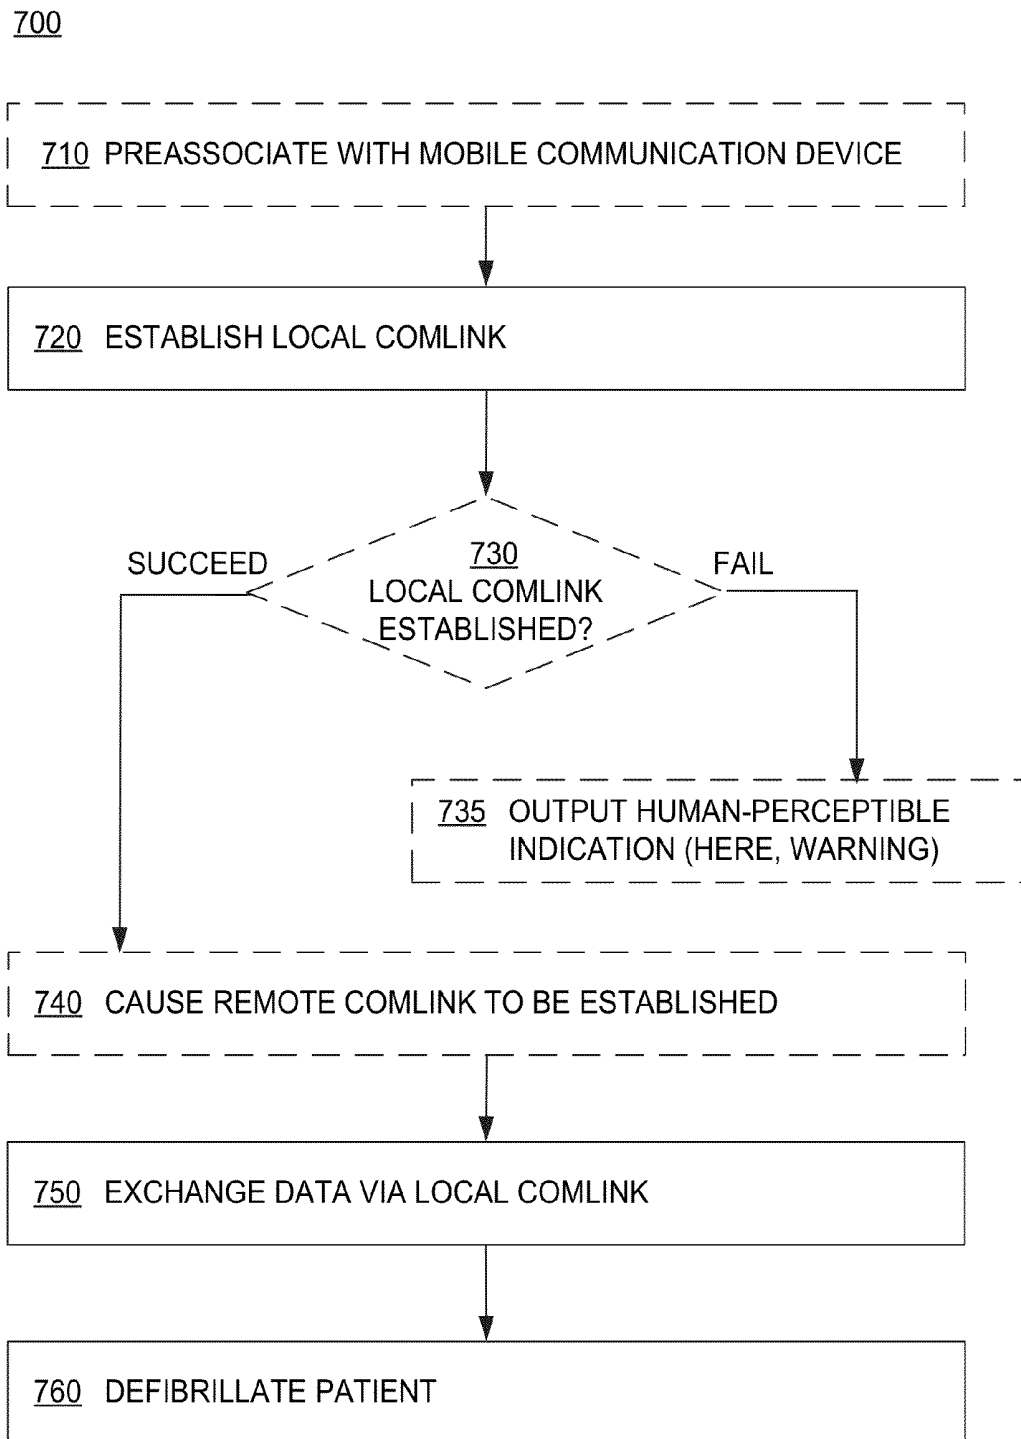 700
710 PREASSOCIATE WITH MOBILE COMMUNICATION DEVICE
720 ESTABLISH LOCAL COMLINK
SUCCEED
730
LOCAL COMLINK
ESTABLISHED?
FAIL
735 OUTPUT HUMAN-PERCEPTIBLE
INDICATION (HERE, WARNING)
740 CAUSE REMOTE COMLINK TO BE ESTABLISHED
750 EXCHANGE DATA VIA LOCAL COMLINK
760 DEFIBRILLATE PATIENT